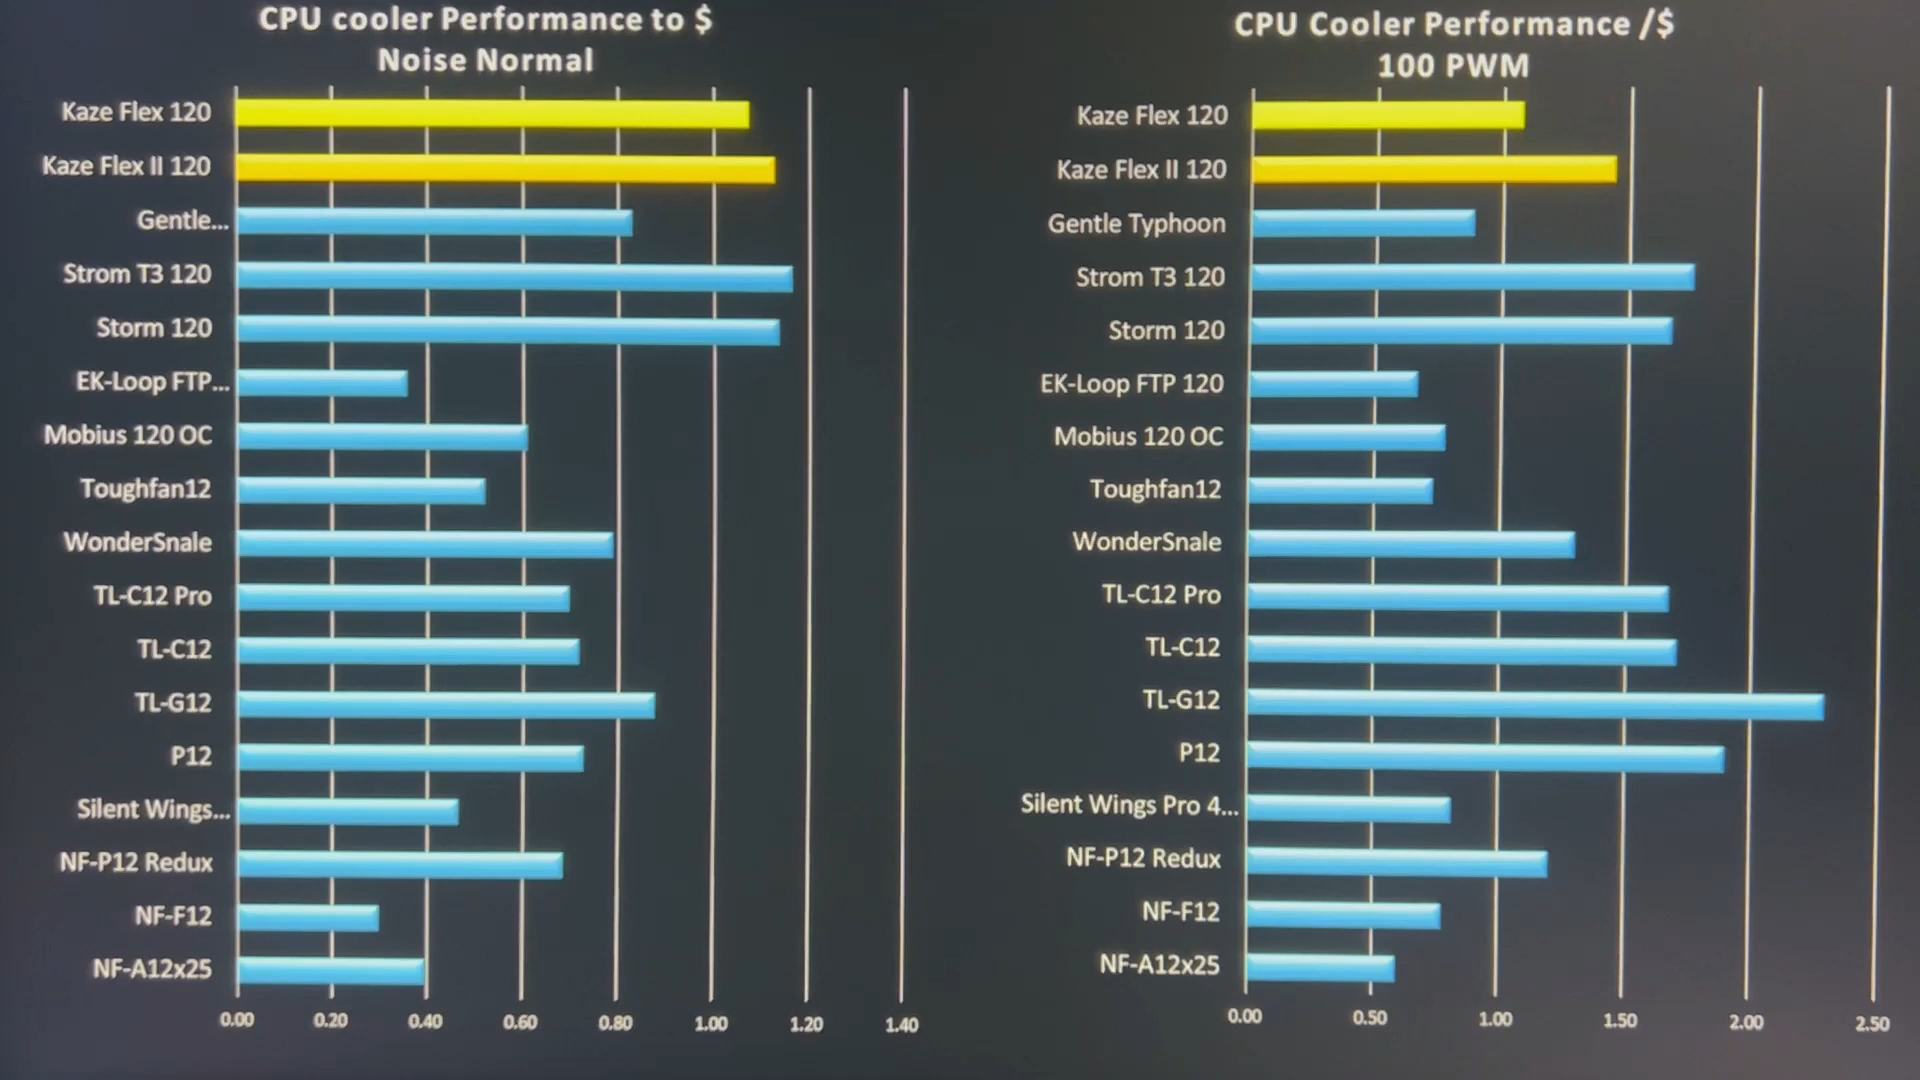 CPU cooler Performance to $
Noise Normal
Kaze Flex 120
Kaze Flex II 120
Gentle...
Strom T3 120
Storm 120
EK-Loop FTP...
Mobius 120 OC
Toughfan12
WonderSnale
TL-C12 Pro
TL-C12
TL-G12
P12
Silent Wings...
NF-P12 Redux
NF-F12
NF-A12x25
0.00 0.20 0.40 0.60 0.80 1.00 1.20 1.40
CPU Cooler Performance /$
100 PWM
Kaze Flex 120
Kaze Flex II 120
Gentle Typhoon
Strom T3 120
Storm 120
EK-Loop FTP 120
Mobius 120 OC
Toughfan12
WonderSnale
TL-C12 Pro
TL-C12
TL-G12
P12
Silent Wings Pro 4...
NF-P12 Redux
NF-F12
NF-A12x25
0.00 0.50 1.00 1.50 2.00 2.50